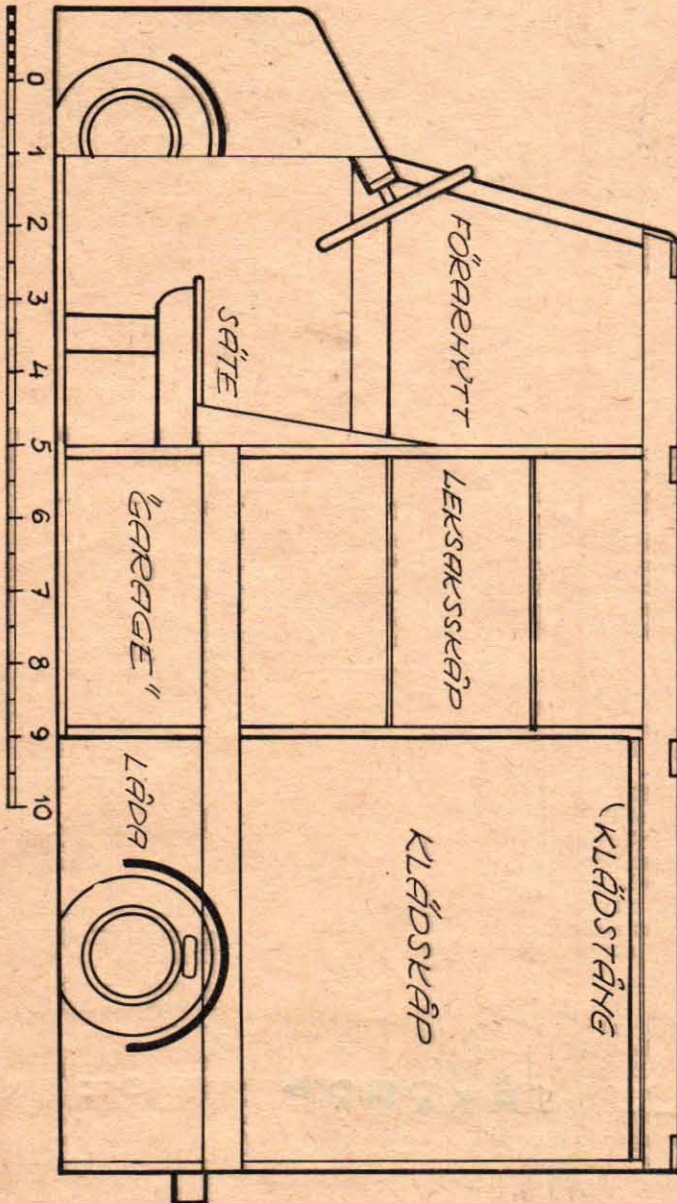 FÖRARHYTT
SÄTE
"GARAGE"
LEKSAKSSKÅP
LÅDA
KLÄDSKÅP
KLÄDSTÅNG
0 1 2 3 4 5 6 7 8 9 10